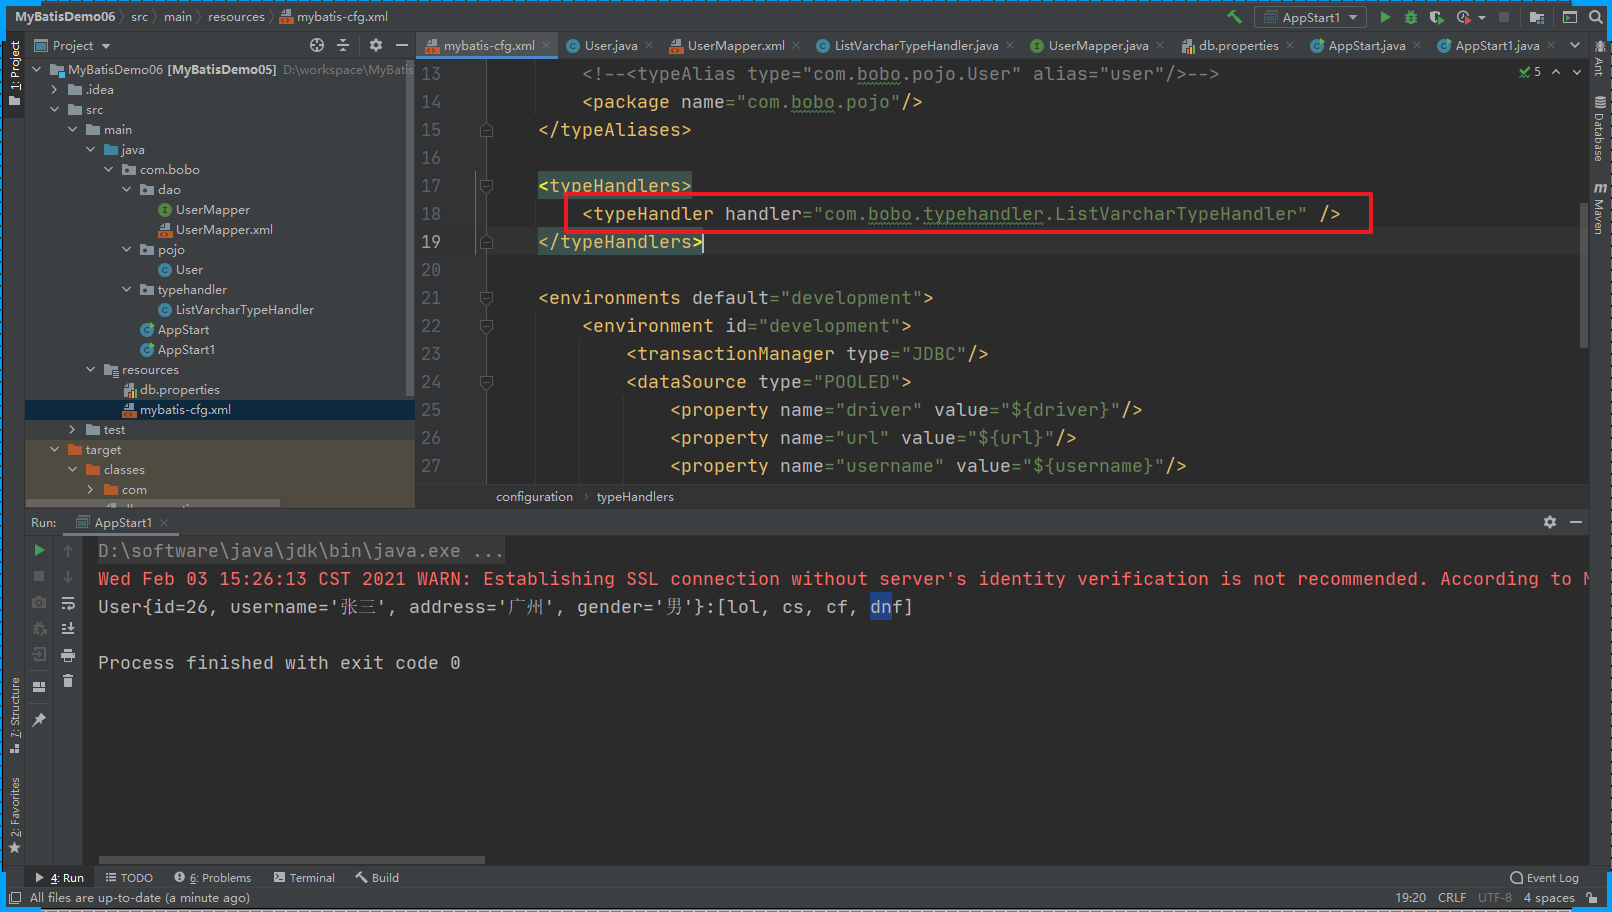 MyBatisDemo06 src main resources mybatis-cfg.xml AppStart1
Project
mybatis-cfg.xml User.java UserMapper.xml ListVarcharTypeHandler.java UserMapper.java db.properties AppStart.java AppStart1.java
1: Project
MyBatisDemo06 [MyBatisDemo05] D:\workspace\MyBatis
.idea
src
main
java
com.bobo
dao
UserMapper
UserMapper.xml
pojo
User
typehandler
ListVarcharTypeHandler
AppStart
AppStart1
resources
db.properties
mybatis-cfg.xml
test
target
classes
com
13 <!--<typeAlias type="com.bobo.pojo.User" alias="user"/>-->
14 <package name="com.bobo.pojo"/>
15 </typeAliases>
16
17 <typeHandlers>
18 <typeHandler handler="com.bobo.typehandler.ListVarcharTypeHandler" />
19 </typeHandlers>
20
21 <environments default="development">
22 <environment id="development">
23 <transactionManager type="JDBC"/>
24 <dataSource type="POOLED">
25 <property name="driver" value="${driver}"/>
26 <property name="url" value="${url}"/>
27 <property name="username" value="${username}"/>
5
configuration typeHandlers
Ant
Database
m Maven
Run: AppStart1
D:\software\java\jdk\bin\java.exe ...
Wed Feb 03 15:26:13 CST 2021 WARN: Establishing SSL connection without server's identity verification is not recommended. According to
User{id=26, username='张三', address='广州', gender='男'}:[lol, cs, cf, dnf]
Process finished with exit code 0
7: Structure
2: Favorites
4: Run TODO 6: Problems Terminal Build Event Log
All files are up-to-date (a minute ago) 19:20 CRLF UTF-8 4 spaces